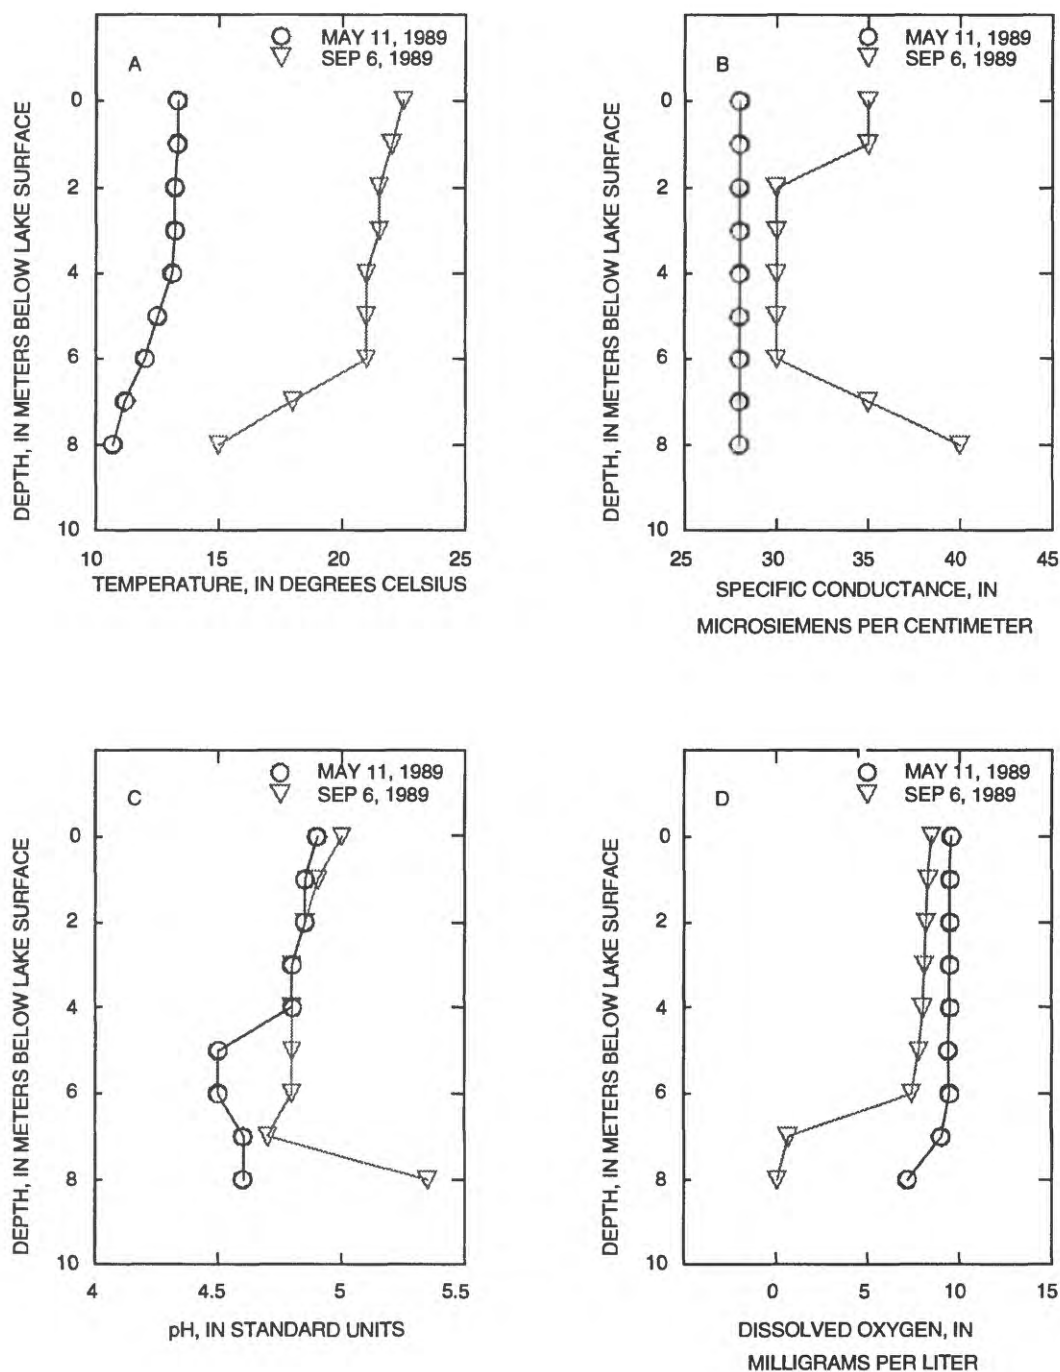 A
MAY 11, 1989
SEP 6, 1989
0
2
4
6
8
10
DEPTH, IN METERS BELOW LAKE SURFACE
10
15
20
25
TEMPERATURE, IN DEGREES CELSIUS
B
MAY 11, 1989
SEP 6, 1989
0
2
4
6
8
10
DEPTH, IN METERS BELOW LAKE SURFACE
25
30
35
40
45
SPECIFIC CONDUCTANCE, IN
MICROSIEMENS PER CENTIMETER
C
MAY 11, 1989
SEP 6, 1989
0
2
4
6
8
10
DEPTH, IN METERS BELOW LAKE SURFACE
4
4.5
5
5.5
pH, IN STANDARD UNITS
D
MAY 11, 1989
SEP 6, 1989
0
2
4
6
8
10
DEPTH, IN METERS BELOW LAKE SURFACE
0
5
10
15
DISSOLVED OXYGEN, IN
MILLIGRAMS PER LITER